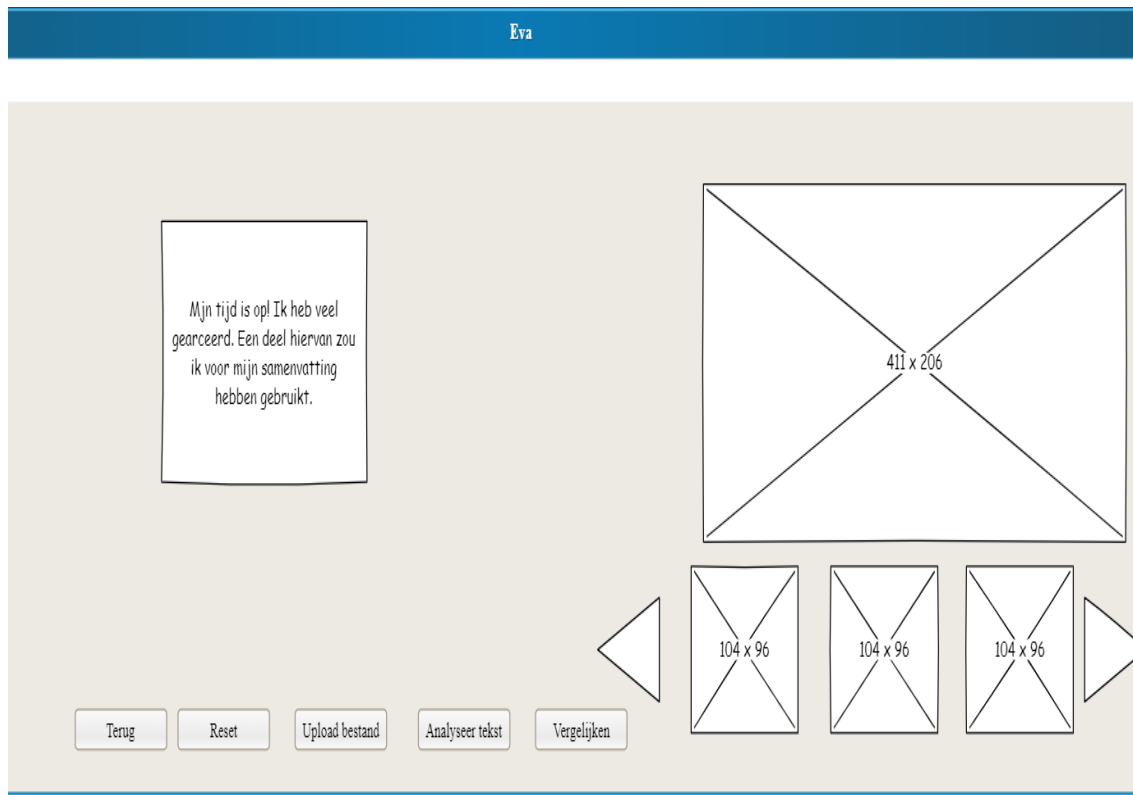 Eva
Mjn tijd is op! Ik heb veel
gearceerd. Een deel hiervan zou
ik voor mijn samenvatting
hebben gebruikt.
411 x 206
104 x 96
104 x 96
104 x 96
Terug
Reset
Upload bestand
Analyseer tekst
Vergelijken